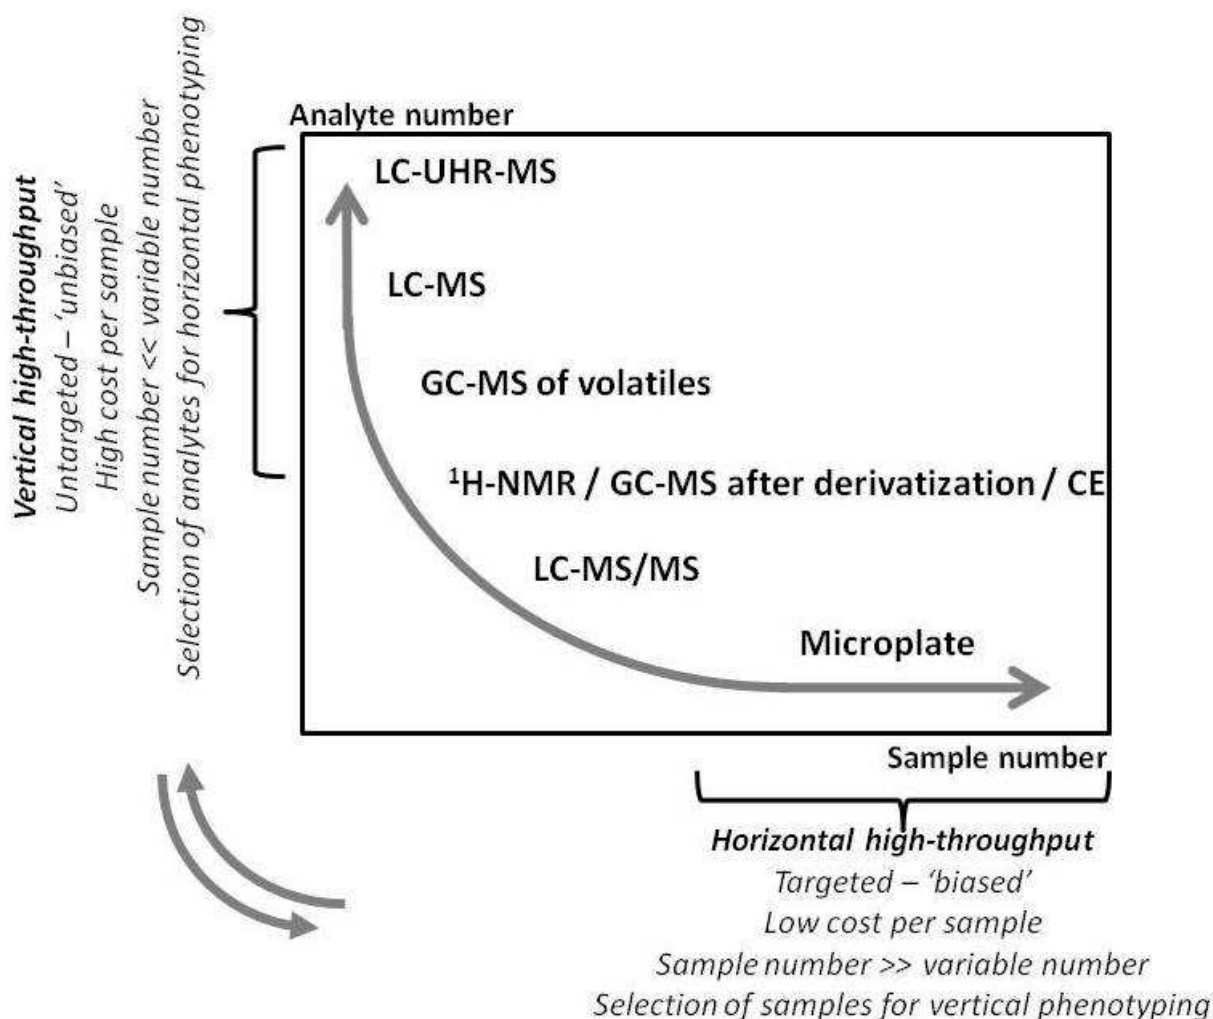 Vertical high-throughput
Untargeted – ‘unbiased’
High cost per sample
Sample number << variable number
Selection of analytes for horizontal phenotyping
Analyte number
LC-UHR-MS
LC-MS
GC-MS of volatiles
¹H-NMR / GC-MS after derivatization / CE
LC-MS/MS
Microplate
Sample number
Horizontal high-throughput
Targeted – ‘biased’
Low cost per sample
Sample number >> variable number
Selection of samples for vertical phenotyping